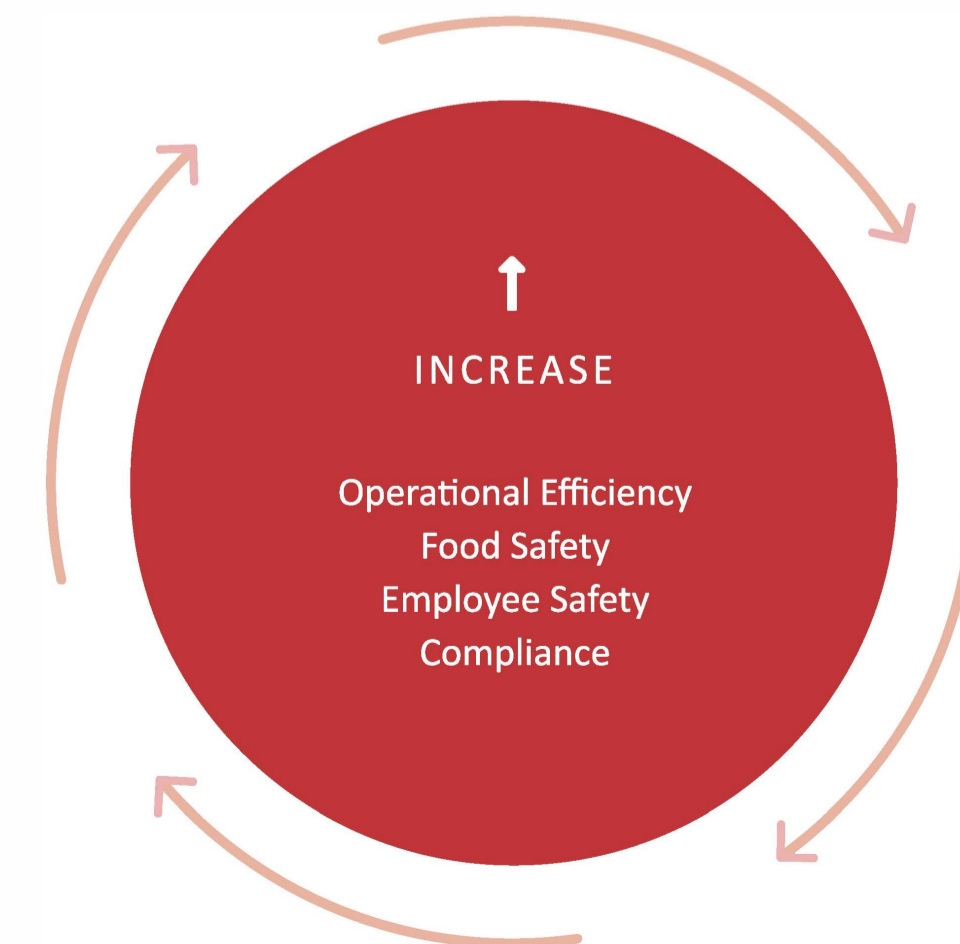 INCREASE
Operational Efficiency
Food Safety
Employee Safety
Compliance